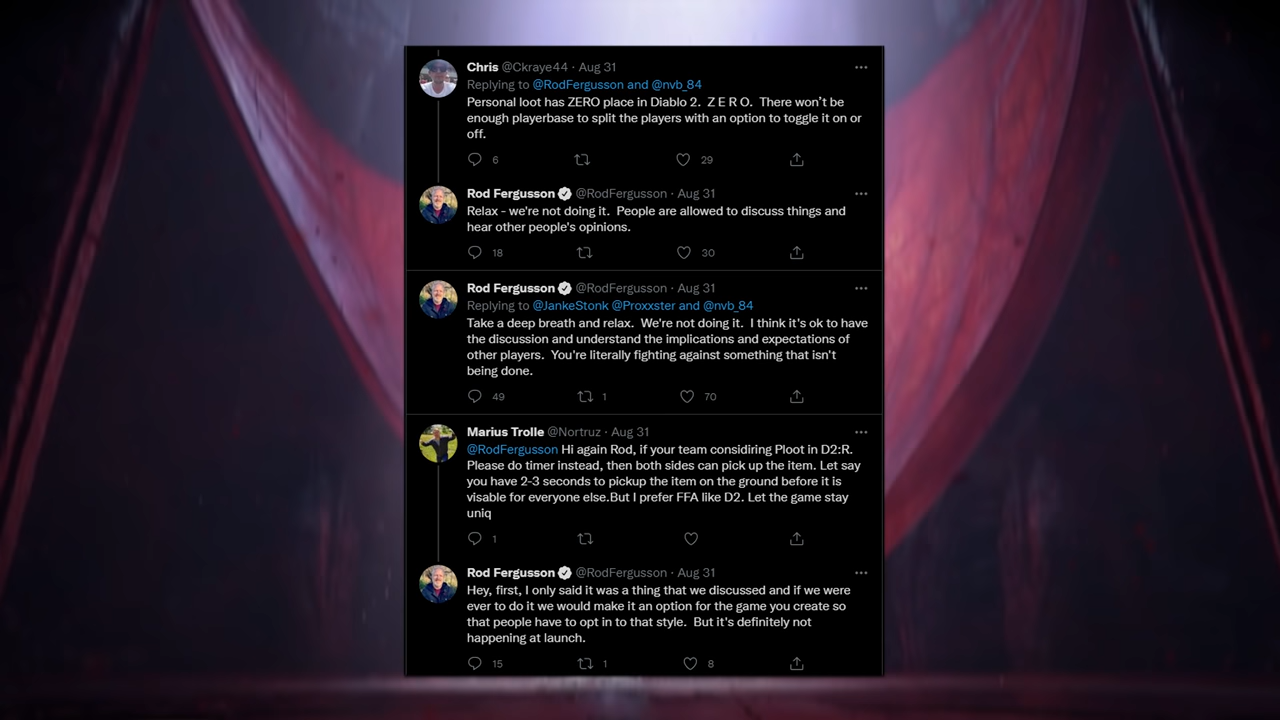 Chris @Ckraye44 · Aug 31
Replying to @RodFergusson and @nvb_84
Personal loot has ZERO place in Diablo 2.  Z E R O.  There won't be
enough playerbase to split the players with an option to toggle it on or
off.
6 29
Rod Fergusson @RodFergusson · Aug 31
Relax - we're not doing it.  People are allowed to discuss things and
hear other people's opinions.
18 30
Rod Fergusson @RodFergusson · Aug 31
Replying to @JankeStonk @Proxxster and @nvb_84
Take a deep breath and relax.  We're not doing it.  I think it's ok to have
the discussion and understand the implications and expectations of
other players.  You're literally fighting against something that isn't
being done.
49 1 70
Marius Trolle @Nortruz · Aug 31
@RodFergusson Hi again Rod, if your team considiring Ploot in D2:R.
Please do timer instead, then both sides can pick up the item. Let say
you have 2-3 seconds to pickup the item on the ground before it is
visable for everyone else.But I prefer FFA like D2. Let the game stay
uniq
1
Rod Fergusson @RodFergusson · Aug 31
Hey, first, I only said it was a thing that we discussed and if we were
ever to do it we would make it an option for the game you create so
that people have to opt in to that style.  But it's definitely not
happening at launch.
15 1 8